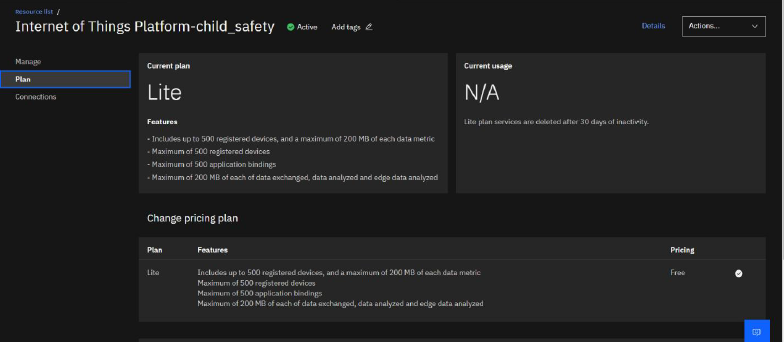 Resource list /
Internet of Things Platform-child_safety
Active
Add tags
Details
Actions...
Manage
Plan
Connections
Current plan
Lite
Features
- Includes up to 500 registered devices, and a maximum of 200 MB of each data metric
- Maximum of 500 registered devices
- Maximum of 500 application bindings
- Maximum of 200 MB of each of data exchanged, data analyzed and edge data analyzed
Current usage
N/A
Lite plan services are deleted after 30 days of inactivity.
Change pricing plan
Plan Features Pricing
Lite Includes up to 500 registered devices, and a maximum of 200 MB of each data metric Free
Maximum of 500 registered devices
Maximum of 500 application bindings
Maximum of 200 MB of each of data exchanged, data analyzed and edge data analyzed